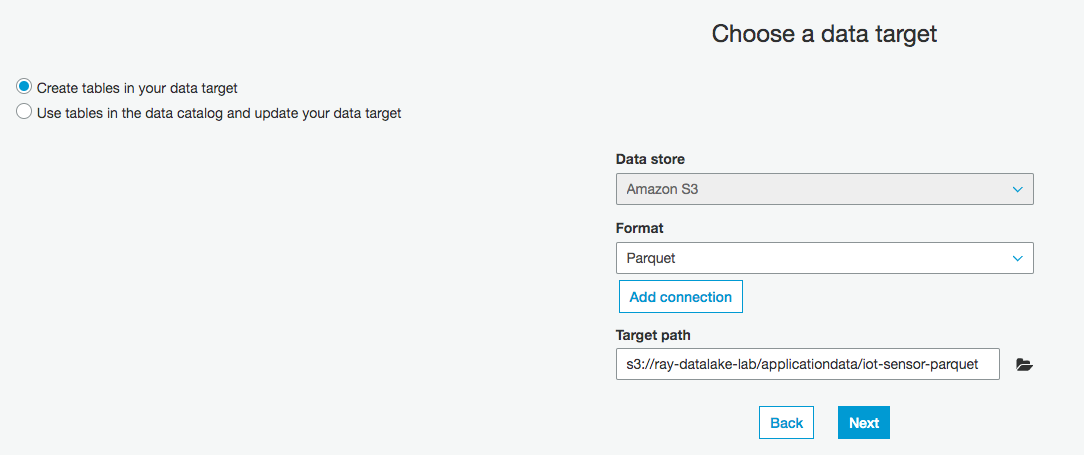 Choose a data target
Create tables in your data target
Use tables in the data catalog and update your data target
Data store
Amazon S3
Format
Parquet
Add connection
Target path
s3://ray-datalake-lab/applicationdata/iot-sensor-parquet
Back
Next